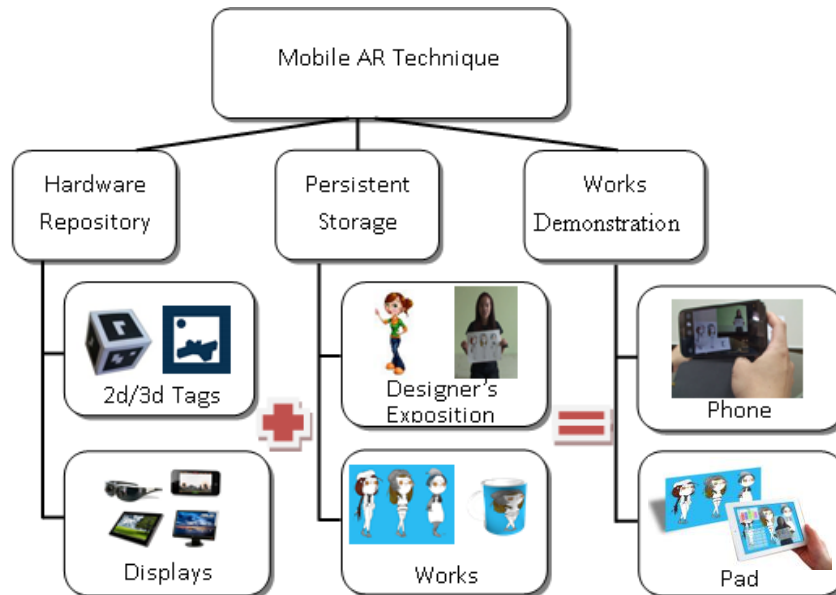 Mobile AR Technique
Hardware
Repository
Persistent
Storage
Works
Demonstration
2d/3d Tags
Designer's
Exposition
Phone
Displays
Works
Pad